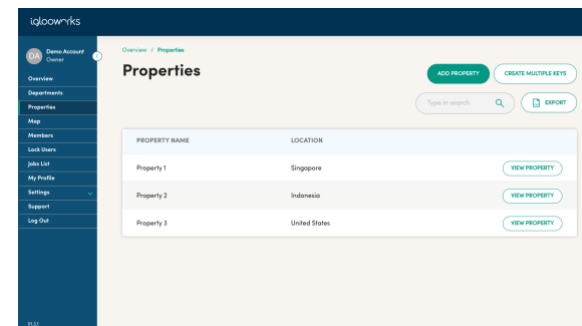 iglooworks
DA
Demo Account
Owner
Overview
Departments
Properties
Map
Members
Lock Users
Jobs List
My Profile
Settings
Support
Log Out
Overview / Properties
Properties
ADD PROPERTY
CREATE MULTIPLE KEYS
Type in search
EXPORT
PROPERTY NAME LOCATION
Property 1 Singapore VIEW PROPERTY
Property 2 Indonesia VIEW PROPERTY
Property 3 United States VIEW PROPERTY